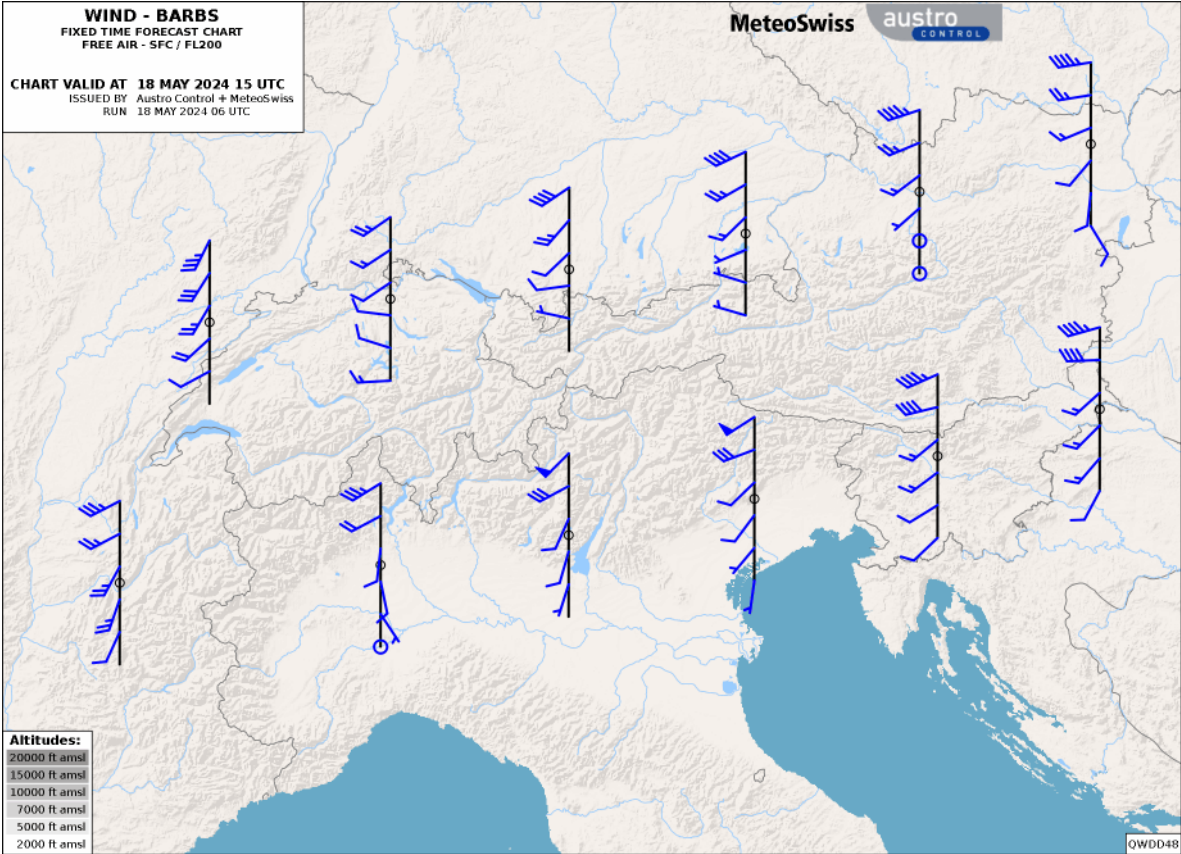 WIND - BARBS
FIXED TIME FORECAST CHART
FREE AIR - SFC / FL200
CHART VALID AT 18 MAY 2024 15 UTC
ISSUED BY Austro Control + MeteoSwiss
RUN 18 MAY 2024 06 UTC
MeteoSwiss
austro
CONTROL
Altitudes:
20000 ft amsl
15000 ft amsl
10000 ft amsl
7000 ft amsl
5000 ft amsl
2000 ft amsl
QWDD48